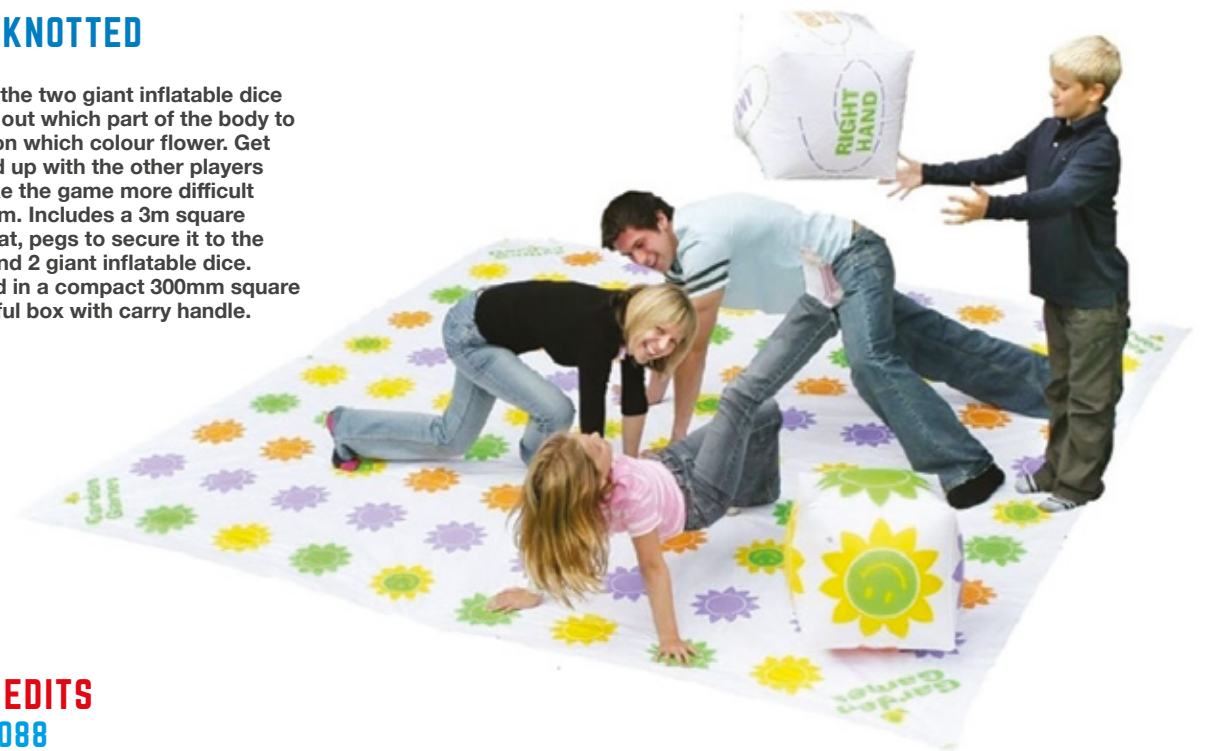 KNOTTED
the two giant inflatable dice
out which part of the body to
on which colour flower. Get
d up with the other players
e the game more difficult
m. Includes a 3m square
at, pegs to secure it to the
nd 2 giant inflatable dice.
d in a compact 300mm square
ful box with carry handle.
RIGHT
HAND
Garden
Games
Garden
Games
EDITS
088